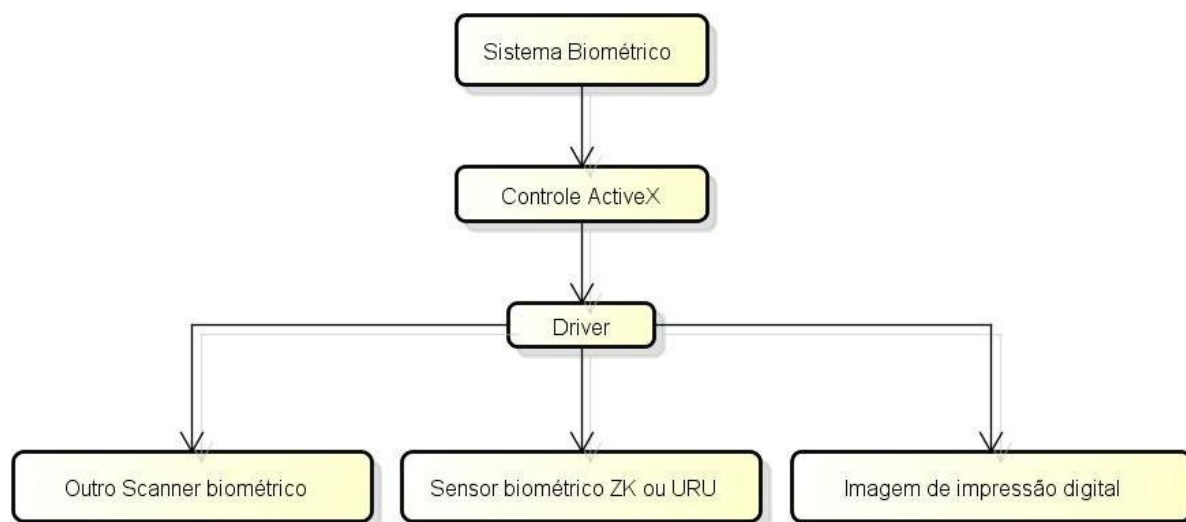 Sistema Biométrico
Controle ActiveX
Driver
Outro Scanner biométrico
Sensor biométrico ZK ou URU
Imagem de impressão digital